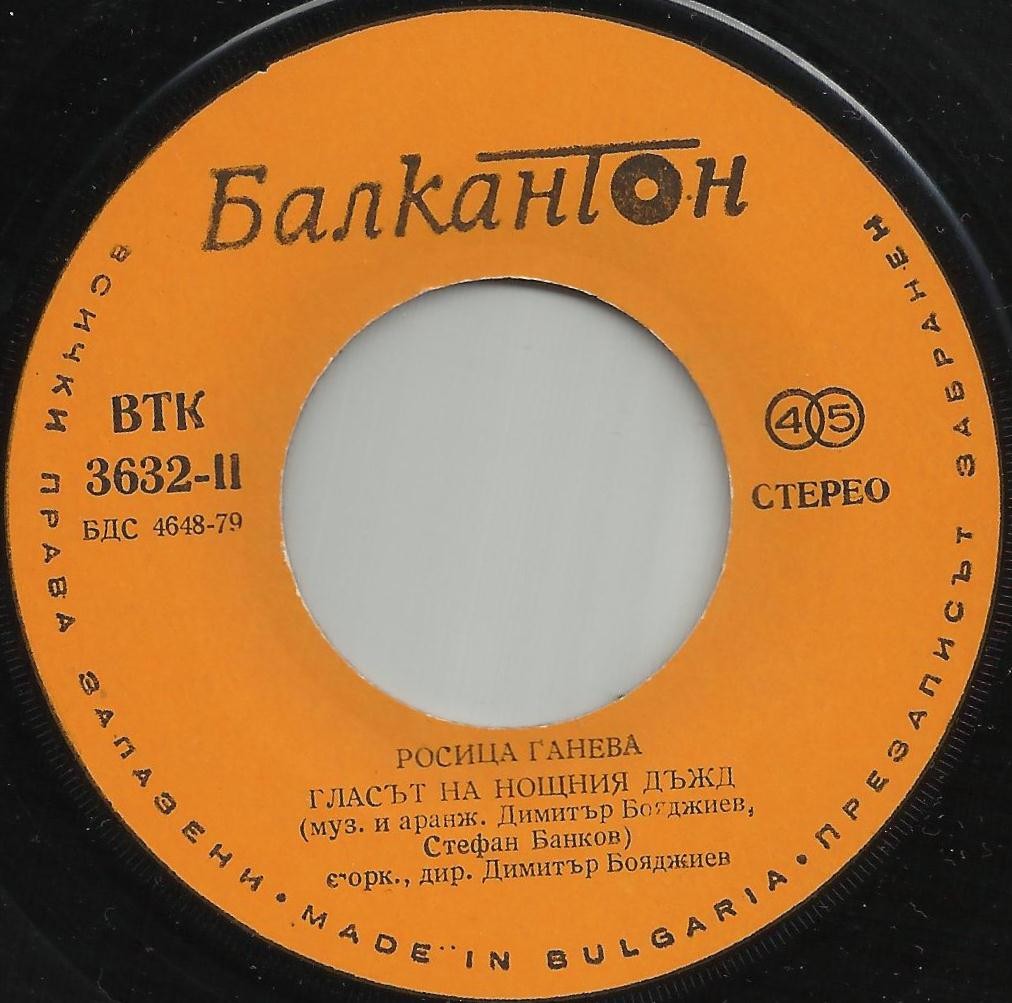 Балкантон
ВТК
3632-II
БДС 4648-79
45
СТЕРЕО
РОСИЦА ГАНЕВА
ГЛАСЪТ НА НОЩНИЯ ДЪЖД
(муз. и аранж. Димитър Бояджиев,
Стефан Банков)
с орк., дир. Димитър Бояджиев
ВСИЧКИ ПРАВА ЗАПАЗЕНИ • MADE IN BULGARIA • ПРЕЗАПИСЪТ ЗАБРАНЕН